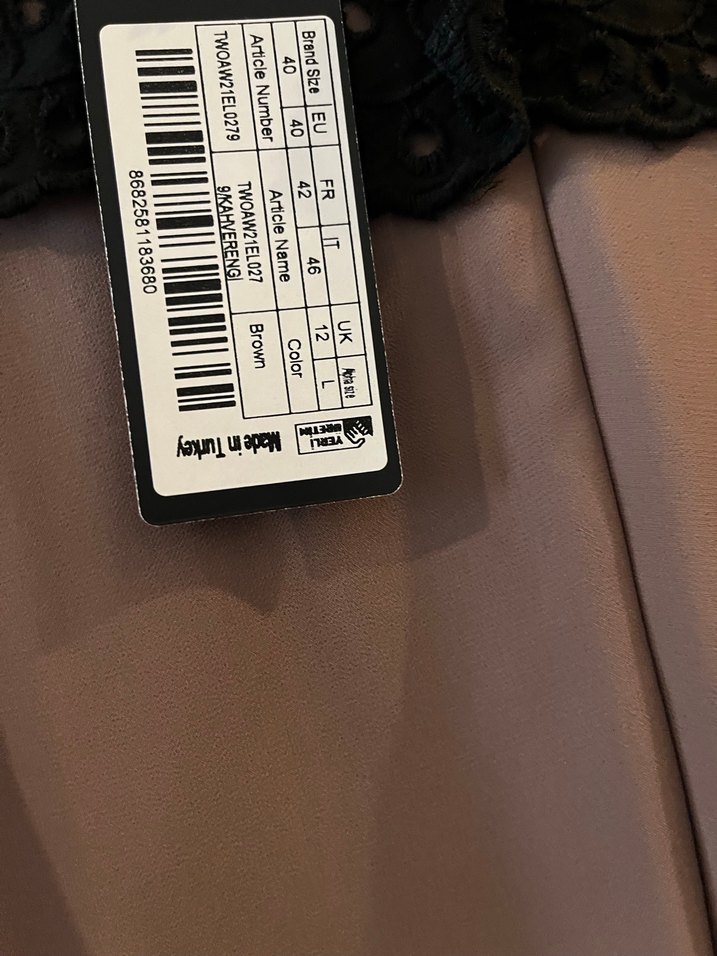 Brand Size EU FR IT UK Alpha size
40 40 42 46 12 L
Article Number Article Name Color
TWOAW21EL0279 TWOAW21EL027 Brown
9/KAHVERENGI
8682581183680
YERLİ
ÜRETİM
Made in Turkey